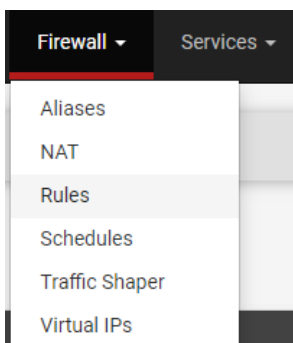 Firewall Services
Aliases
NAT
Rules
Schedules
Traffic Shaper
Virtual IPs